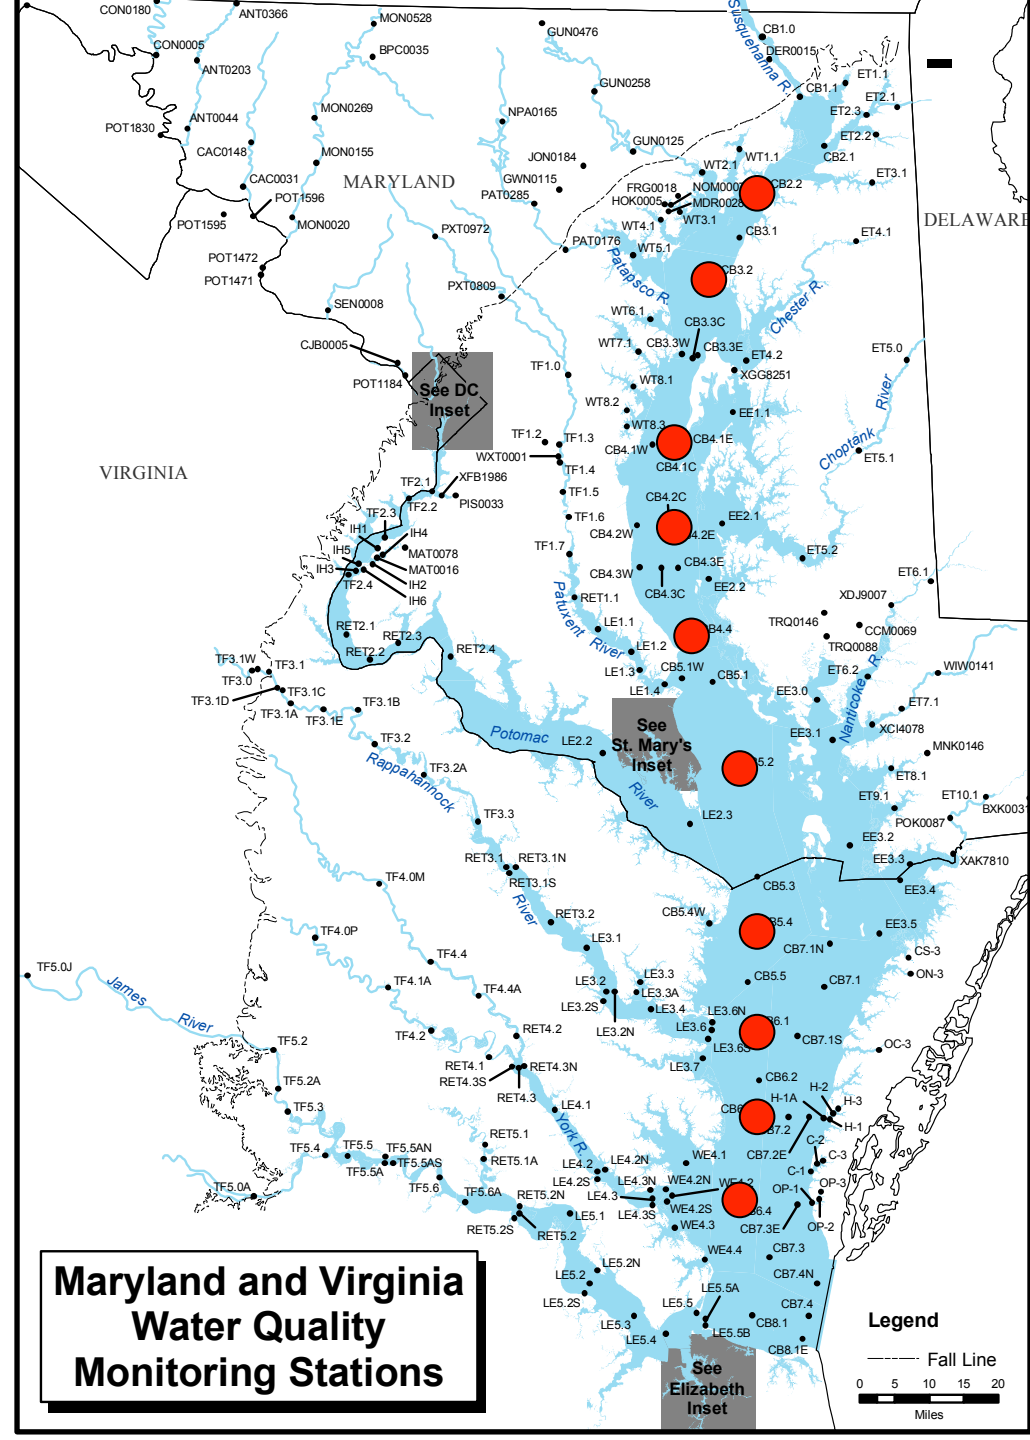 CON0180
ANT0366
MON0528
GUN0476
Susquehanna R.
CB1.0
DER0015
CON0005
ANT0203
BPC0035
GUN0258
CB1.1
ET1.1
ET2.1
ET2.3
ET2.2
POT1830
ANT0044
MON0269
NPA0165
CAC0148
MON0155
JON0184
GUN0125
WT2.1
WT1.1
CB2.1
CAC0031
MARYLAND
GWN0115
PAT0285
FRG0018
HOK0005
MDR0028
CB2.2
ET3.1
POT1596
POT1595
MON0020
PXT0972
PAT0176
WT4.1
WT3.1
WT5.1
CB3.1
ET4.1
DELAWARE
POT1472
POT1471
Patapsco R.
CB3.2
PXT0809
SEN0008
WT6.1
CB3.3C
Chester R.
CJB0005
WT7.1
CB3.3W
CB3.3E
ET4.2
ET5.0
POT1184
See DC
Inset
TF1.0
WT8.1
XGG8251
WT8.2
EE1.1
River
WT8.3
TF1.2
TF1.3
CB4.1W
CB4.1E
Choptank
VIRGINIA
WXT0001
TF1.4
CB4.1C
ET5.1
XFB1986
TF2.1
TF2.2
PIS0033
TF1.5
CB4.2C
TF2.3
TF1.6
EE2.1
IH1
IH4
CB4.2W
IH5
MAT0078
TF1.7
ET5.2
IH3
MAT0016
CB4.3W
CB4.3E
TF2.4
IH2
IH6
CB4.3C
EE2.2
ET6.1
RET1.1
XDJ9007
Patuxent River
RET2.1
RET2.3
LE1.1
CB4.4
TRQ0146
CCM0069
RET2.2
RET2.4
LE1.2
TRQ0088
TF3.1W
TF3.1
TF3.0
LE1.3
CB5.1W
CB5.1
ET6.2
WIW0141
TF3.1D
TF3.1C
LE1.4
EE3.0
Nanticoke R.
TF3.1A
TF3.1E
TF3.1B
ET7.1
XCI4078
Potomac
River
See
St. Mary's
Inset
TF3.2
LE2.2
EE3.1
MNK0146
Rappahannock
River
TF3.2A
ET8.1
ET9.1
ET10.1
POK0087
TF3.3
LE2.3
EE3.2
RET3.1
RET3.1N
RET3.1S
EE3.3
XAK7810
TF4.0M
CB5.3
EE3.4
TF4.0P
RET3.2
CB5.4W
EE3.5
LE3.1
CB7.1N
CS-3
TF5.0J
James
River
TF4.4
TF4.1A
TF4.4A
LE3.2
LE3.3
LE3.3A
CB5.5
CB7.1
ON-3
LE3.2S
LE3.4
LE3.2N
LE3.6N
LE3.6
TF4.2
RET4.2
CB7.1S
OC-3
TF5.2
RET4.1
RET4.3S
RET4.3N
LE3.7
CB6.2
TF5.2A
RET4.3
H-1A
H-2
H-3
TF5.3
LE4.1
H-1
York R.
CB7.2E
TF5.4
TF5.5
TF5.5AN
RET5.1
C-2
C-3
TF5.5A
TF5.5AS
RET5.1A
LE4.2
LE4.2N
WE4.1
C-1
TF5.0A
TF5.6
TF5.6A
LE4.2S
LE4.3N
WE4.2N
OP-1
OP-3
RET5.2N
LE4.3
LE4.3S
WE4.2S
CB7.3E
OP-2
RET5.2S
RET5.2
LE5.1
WE4.3
WE4.4
CB7.3
LE5.2N
LE5.2
CB7.4N
LE5.2S
LE5.5A
LE5.3
LE5.5
CB8.1
CB7.4
LE5.4
LE5.5B
CB8.1E
Maryland and Virginia
Water Quality
Monitoring Stations
See
Elizabeth
Inset
Legend
Fall Line
0 5 10 15 20
Miles